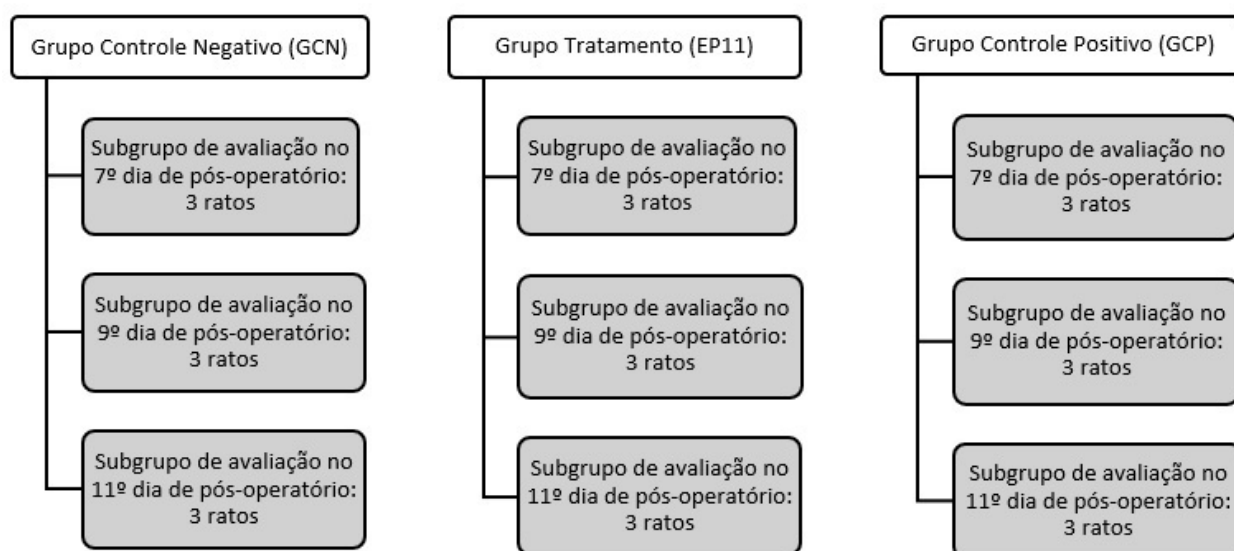 Grupo Controle Negativo (GCN)
Subgrupo de avaliação no
7º dia de pós-operatório:
3 ratos
Subgrupo de avaliação no
9º dia de pós-operatório:
3 ratos
Subgrupo de avaliação no
11º dia de pós-operatório:
3 ratos
Grupo Tratamento (EP11)
Subgrupo de avaliação no
7º dia de pós-operatório:
3 ratos
Subgrupo de avaliação no
9º dia de pós-operatório:
3 ratos
Subgrupo de avaliação no
11º dia de pós-operatório:
3 ratos
Grupo Controle Positivo (GCP)
Subgrupo de avaliação no
7º dia de pós-operatório:
3 ratos
Subgrupo de avaliação no
9º dia de pós-operatório:
3 ratos
Subgrupo de avaliação no
11º dia de pós-operatório:
3 ratos